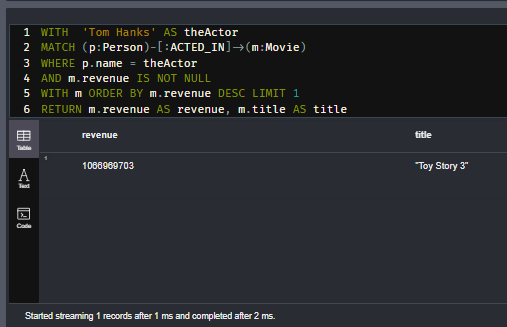 1 WITH 'Tom Hanks' AS theActor
2 MATCH (p:Person)-[:ACTED_IN]->(m:Movie)
3 WHERE p.name = theActor
4 AND m.revenue IS NOT NULL
5 WITH m ORDER BY m.revenue DESC LIMIT 1
6 RETURN m.revenue AS revenue, m.title AS title
revenue title
Table
1 1066969703 "Toy Story 3"
A
Text
Code
Started streaming 1 records after 1 ms and completed after 2 ms.